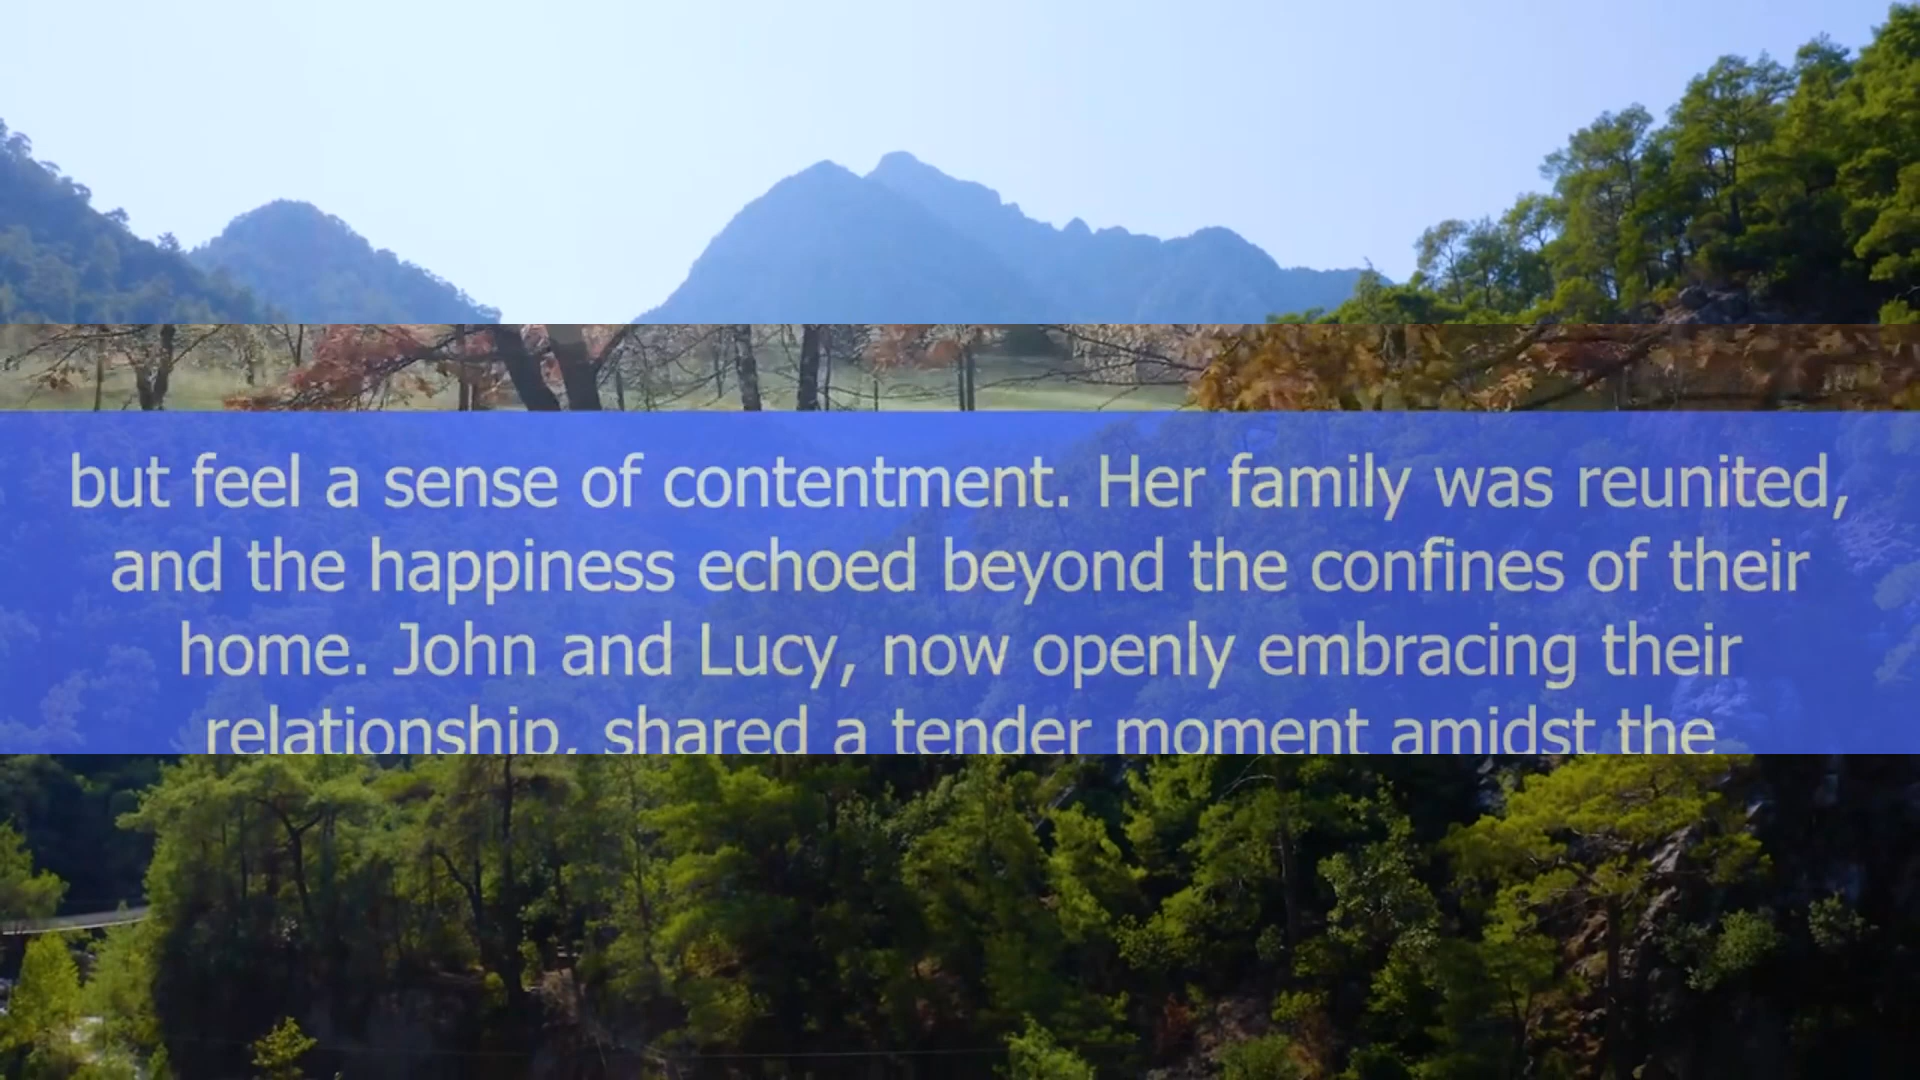 but feel a sense of contentment. Her family was reunited,
and the happiness echoed beyond the confines of their
home. John and Lucy, now openly embracing their
relationship, shared a tender moment amidst the